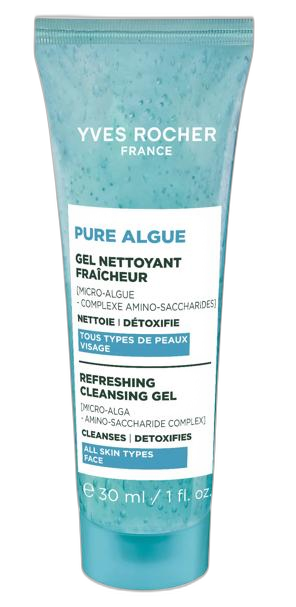 YVES ROCHER
FRANCE
PURE ALGUE
GEL NETTOYANT
FRAÎCHEUR
[MICRO-ALGUE
- COMPLEXE AMINO-SACCHARIDES]
NETTOIE | DÉTOXIFIE
TOUS TYPES DE PEAUX
VISAGE
REFRESHING
CLEANSING GEL
[MICRO-ALGA
- AMINO-SACCHARIDE COMPLEX]
CLEANSES | DETOXIFIES
ALL SKIN TYPES
FACE
℮ 30 ml / 1 fl. oz.